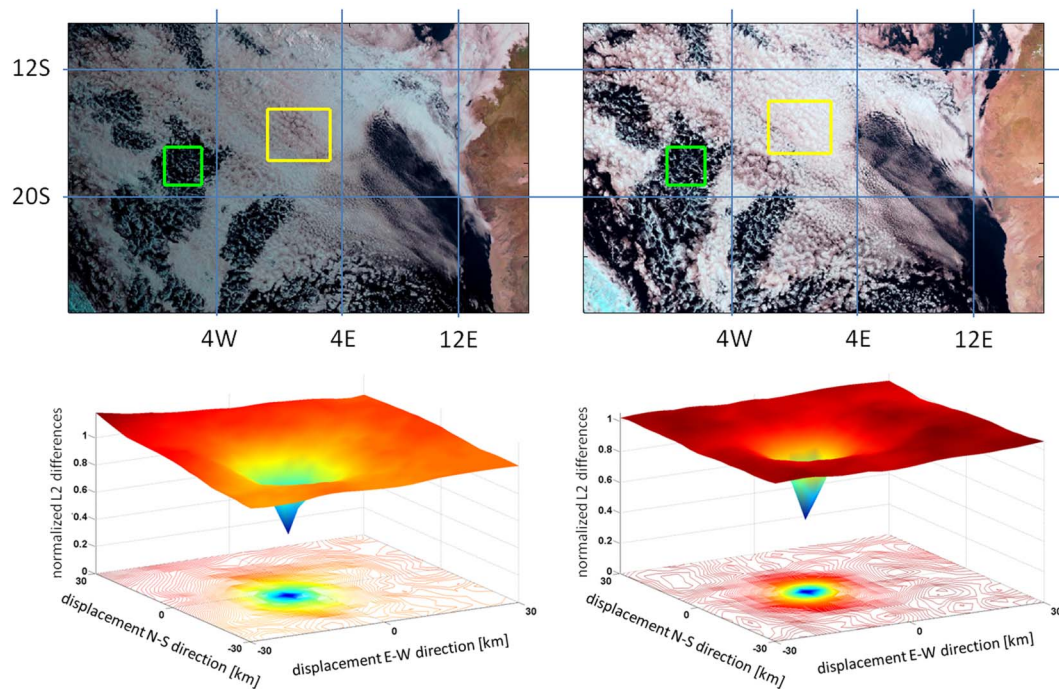 12S
20S
4W 4E 12E
4W 4E 12E
normalized L2 differences
1
0.8
0.6
0.4
0.2
0
30
0
-30
displacement N-S direction [km]
-30
0
30
displacement E-W direction [km]
normalized L2 differences
1
0.8
0.6
0.4
0.2
0
30
0
-30
displacement N-S direction [km]
-30
0
30
displacement E-W direction [km]